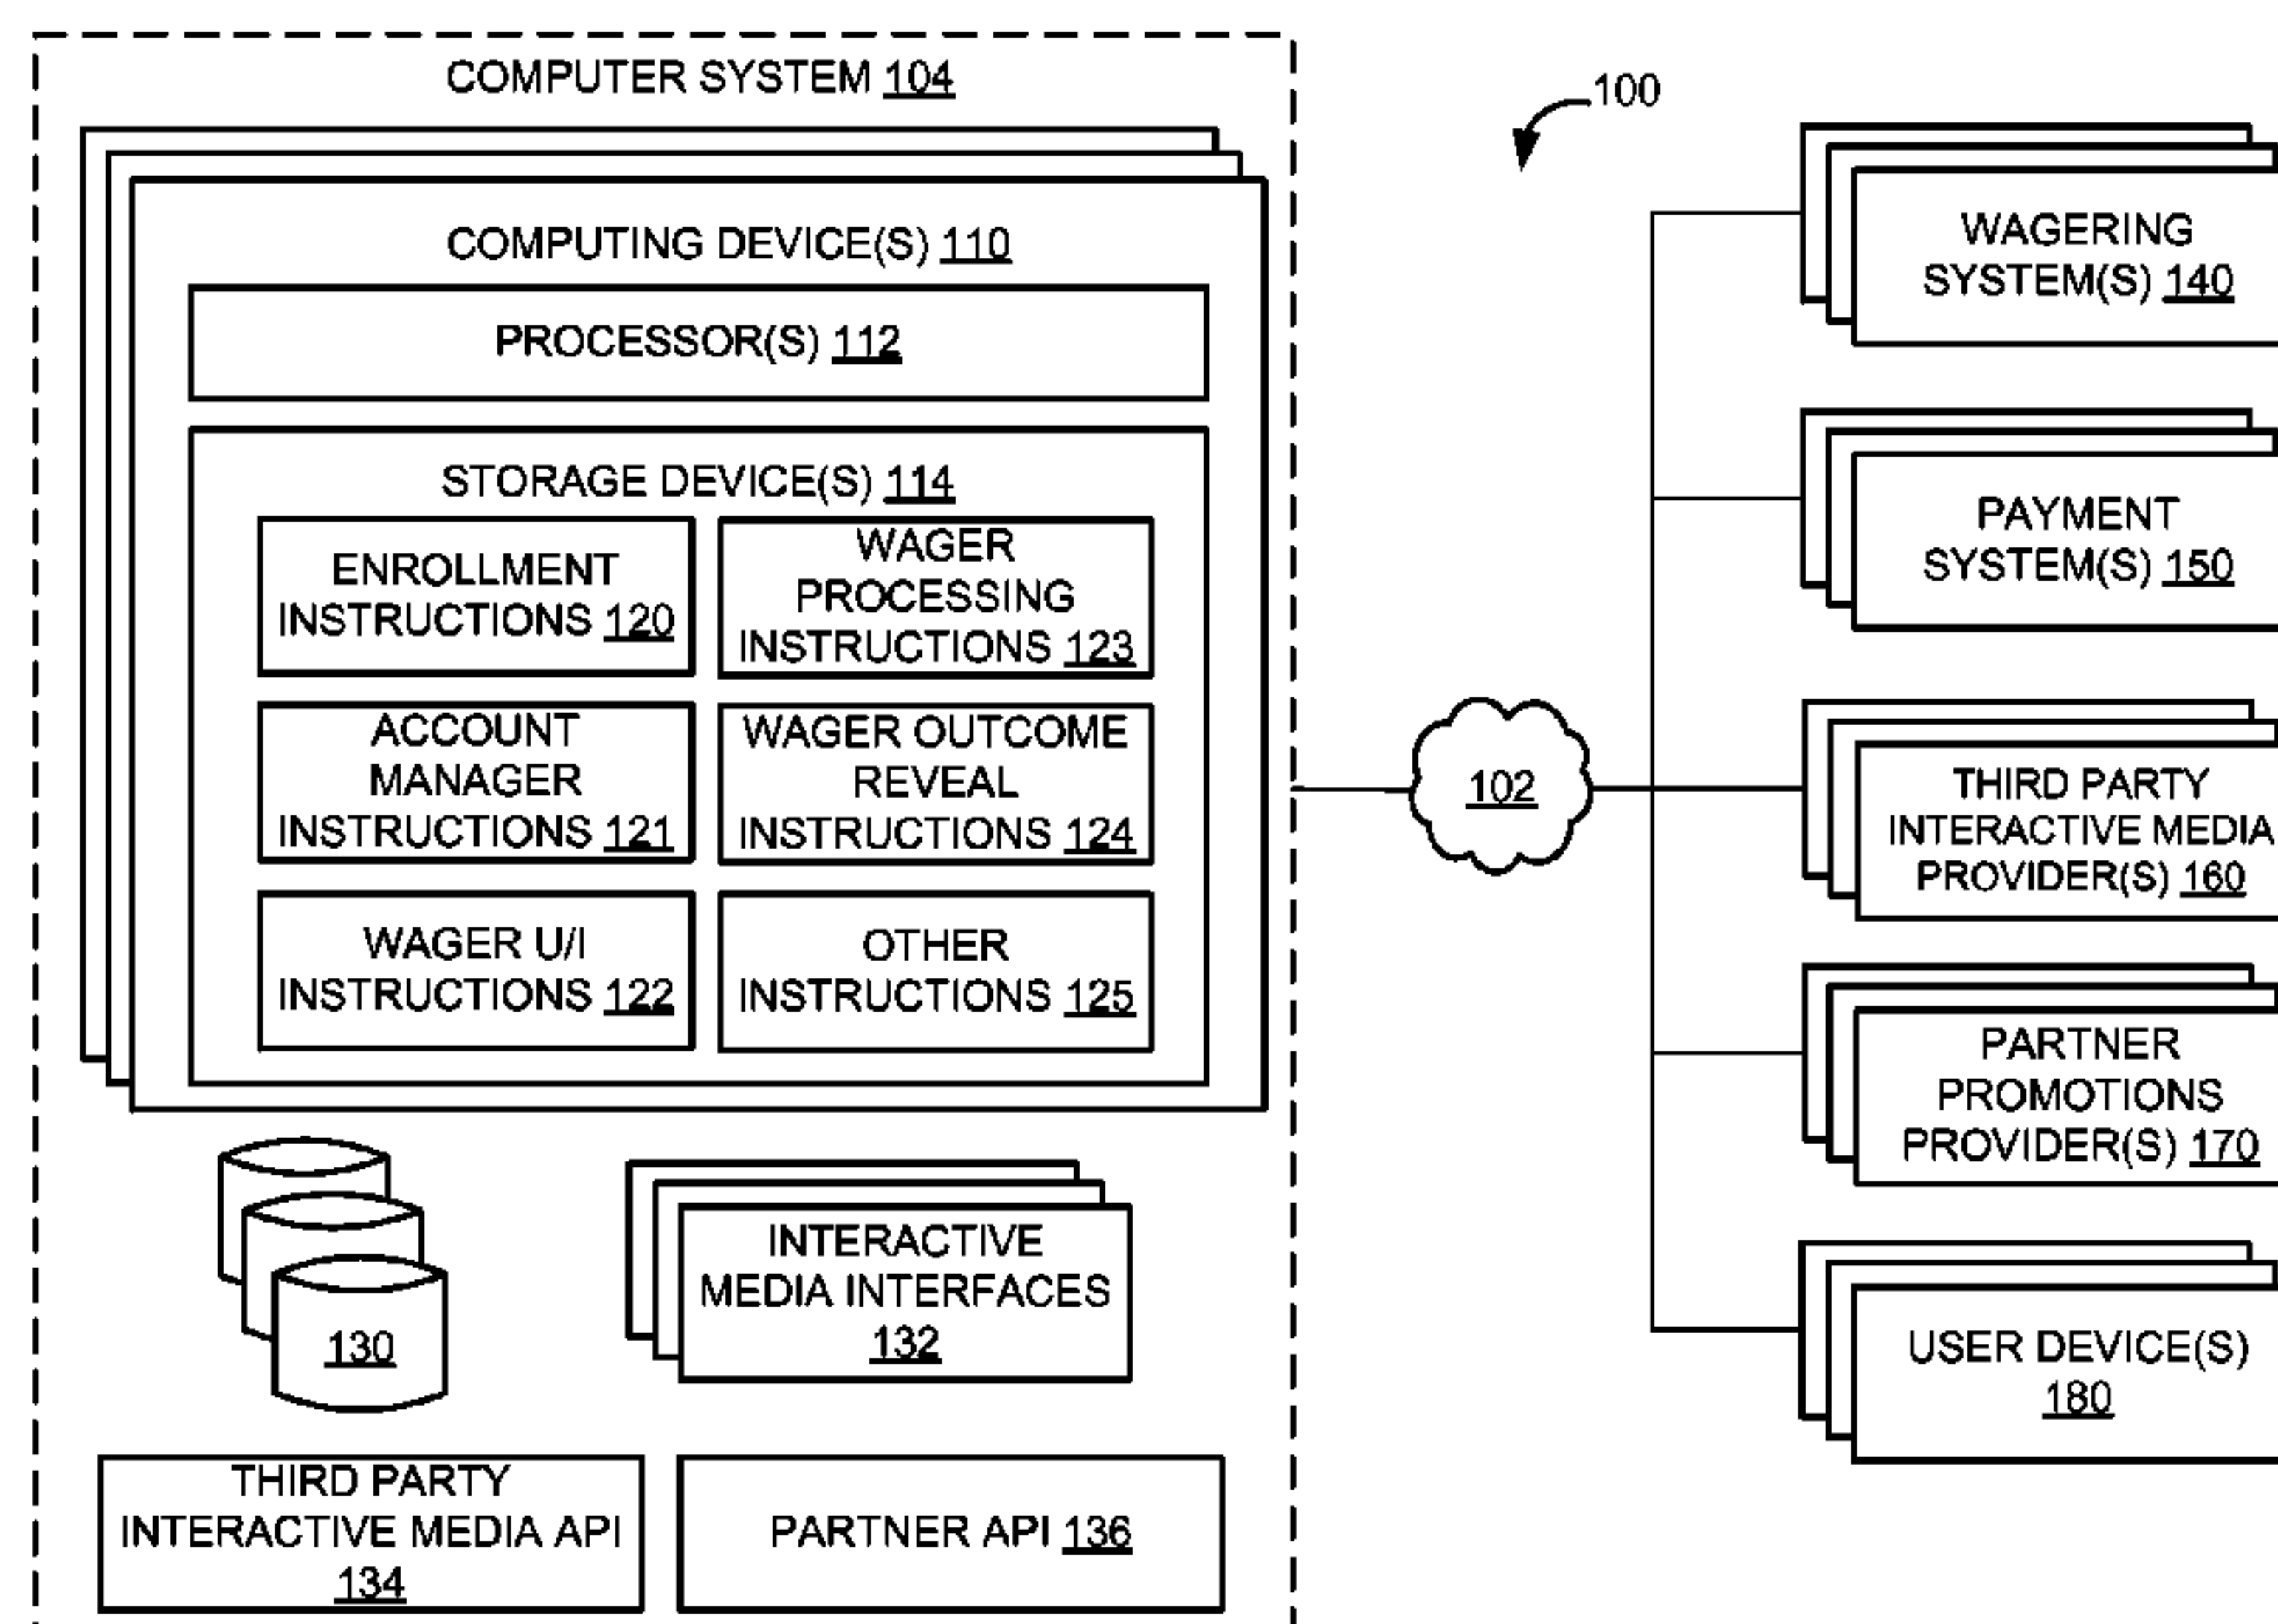 COMPUTER SYSTEM 104
COMPUTING DEVICE(S) 110
PROCESSOR(S) 112
STORAGE DEVICE(S) 114
ENROLLMENT
INSTRUCTIONS 120
WAGER
PROCESSING
INSTRUCTIONS 123
ACCOUNT
MANAGER
INSTRUCTIONS 121
WAGER OUTCOME
REVEAL
INSTRUCTIONS 124
WAGER U/I
INSTRUCTIONS 122
OTHER
INSTRUCTIONS 125
130
INTERACTIVE
MEDIA INTERFACES
132
THIRD PARTY
INTERACTIVE MEDIA API
134
PARTNER API 136
102
100
WAGERING
SYSTEM(S) 140
PAYMENT
SYSTEM(S) 150
THIRD PARTY
INTERACTIVE MEDIA
PROVIDER(S) 160
PARTNER
PROMOTIONS
PROVIDER(S) 170
USER DEVICE(S)
180